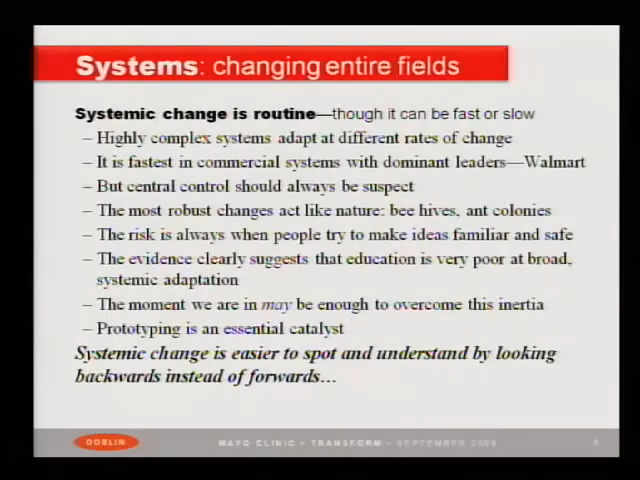 Systems: changing entire fields
Systemic change is routine—though it can be fast or slow
– Highly complex systems adapt at different rates of change
– It is fastest in commercial systems with dominant leaders—Walmart
– But central control should always be suspect
– The most robust changes act like nature: bee hives, ant colonies
– The risk is always when people try to make ideas familiar and safe
– The evidence clearly suggests that education is very poor at broad,
systemic adaptation
– The moment we are in may be enough to overcome this inertia
– Prototyping is an essential catalyst
Systemic change is easier to spot and understand by looking
backwards instead of forwards…
DOBLIN
MAYO CLINIC • TRANSFORM • SEPTEMBER